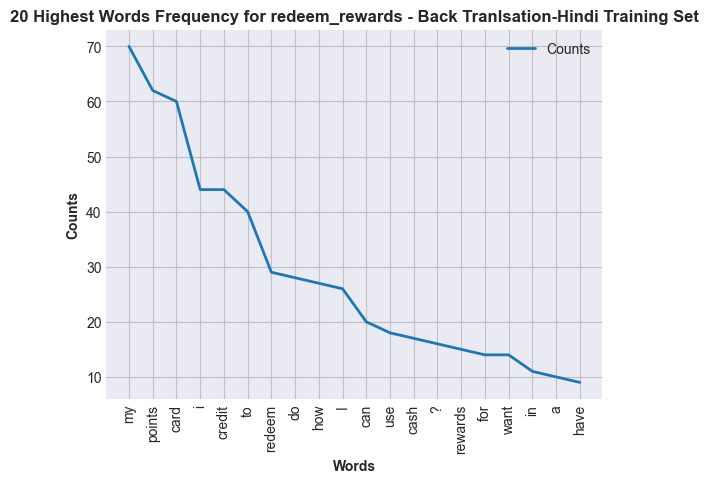 20 Highest Words Frequency for redeem_rewards - Back Tranlsation-Hindi Training Set
Counts
70
60
50
40
30
20
10
Counts
my
points
card
i
credit
to
redeem
do
how
I
can
use
cash
?
rewards
for
want
in
a
have
Words